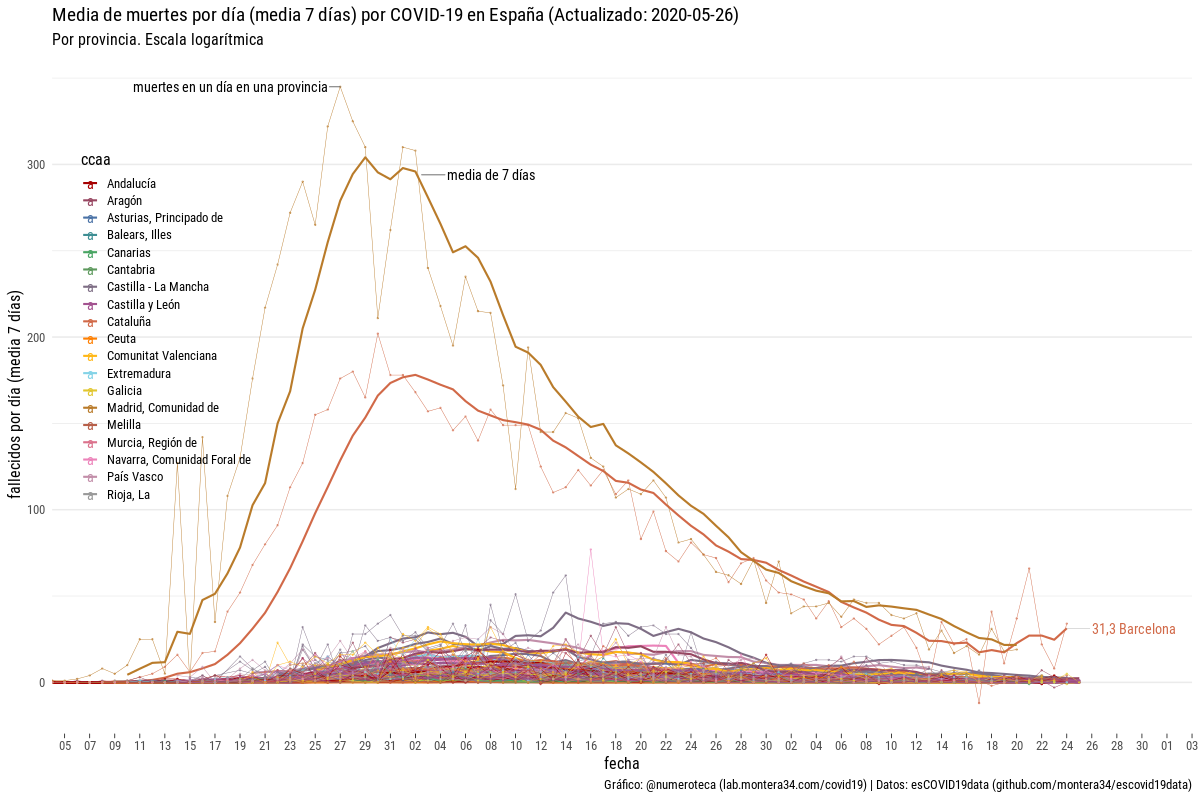 Media de muertes por día (media 7 días) por COVID-19 en España (Actualizado: 2020-05-26)
Por provincia. Escala logarítmica
muertes en un día en una provincia
media de 7 días
ccaa
Andalucía
Aragón
Asturias, Principado de
Balears, Illes
Canarias
Cantabria
Castilla - La Mancha
Castilla y León
Cataluña
Ceuta
Comunitat Valenciana
Extremadura
Galicia
Madrid, Comunidad de
Melilla
Murcia, Región de
Navarra, Comunidad Foral de
País Vasco
Rioja, La
fallecidos por día (media 7 días)
300
200
100
0
31,3 Barcelona
05 07 09 11 13 15 17 19 21 23 25 27 29 31 02 04 06 08 10 12 14 16 18 20 22 24 26 28 30 02 04 06 08 10 12 14 16 18 20 22 24 26 28 30 01 03
fecha
Gráfico: @numeroteca (lab.montera34.com/covid19) | Datos: esCOVID19data (github.com/montera34/escovid19data)